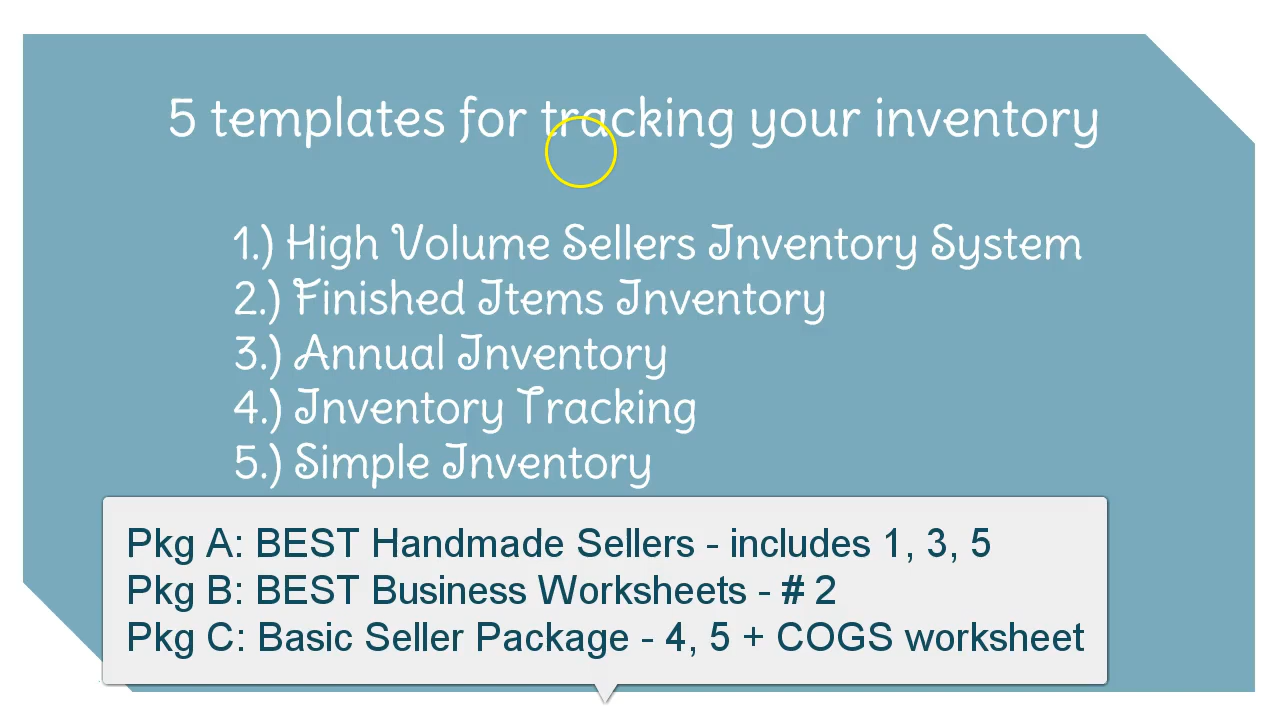 5 templates for tracking your inventory
1.) High Volume Sellers Inventory System
2.) Finished Items Inventory
3.) Annual Inventory
4.) Inventory Tracking
5.) Simple Inventory
Pkg A: BEST Handmade Sellers - includes 1, 3, 5
Pkg B: BEST Business Worksheets - # 2
Pkg C: Basic Seller Package - 4, 5 + COGS worksheet